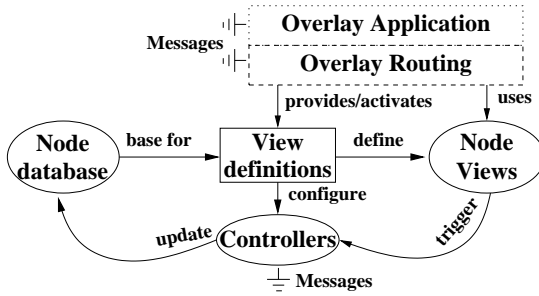 Overlay Application
Messages
Overlay Routing
provides/activates
uses
Node
database
base for
View
definitions
define
Node
Views
configure
update
Controllers
trigger
Messages